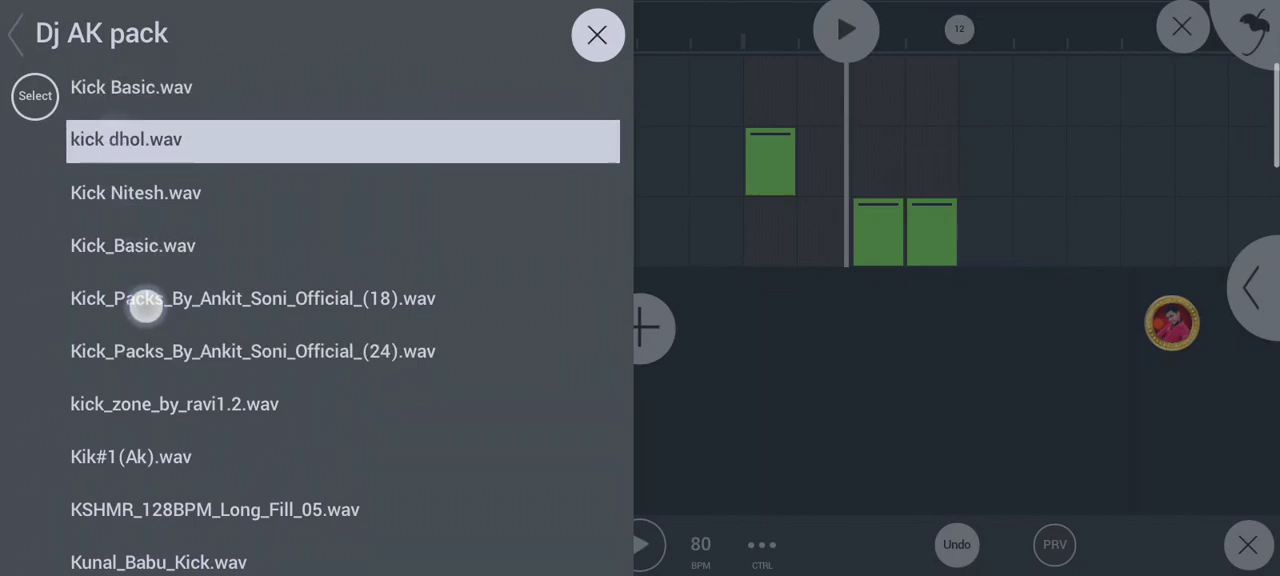 Dj AK pack
Select
Kick Basic.wav
kick dhol.wav
Kick Nitesh.wav
Kick_Basic.wav
Kick_Packs_By_Ankit_Soni_Official_(18).wav
Kick_Packs_By_Ankit_Soni_Official_(24).wav
kick_zone_by_ravi1.2.wav
Kik#1(Ak).wav
KSHMR_128BPM_Long_Fill_05.wav
Kunal_Babu_Kick.wav
12
80
BPM
CTRL
Undo
PRV